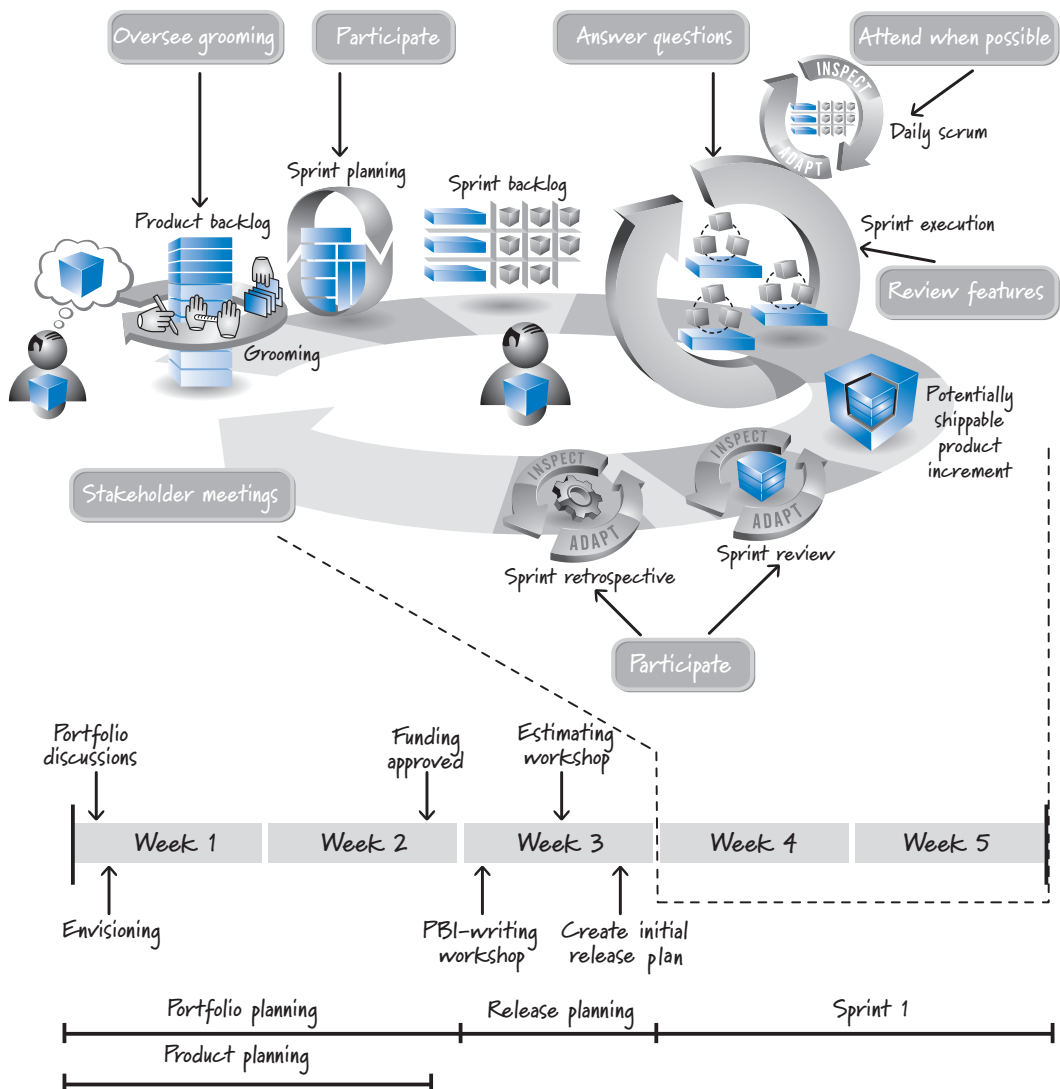 Oversee grooming
Participate
Answer questions
Attend when possible
INSPECT
ADAPT
Daily scrum
Sprint planning
Sprint backlog
Product backlog
Sprint execution
Review features
Grooming
Potentially
shippable
product
increment
Stakeholder meetings
INSPECT
ADAPT
INSPECT
ADAPT
Sprint review
Sprint retrospective
Participate
Portfolio
discussions
Funding
approved
Estimating
workshop
Week 1
Week 2
Week 3
Week 4
Week 5
Envisioning
PBI-writing
workshop
Create initial
release plan
Portfolio planning
Release planning
Sprint 1
Product planning